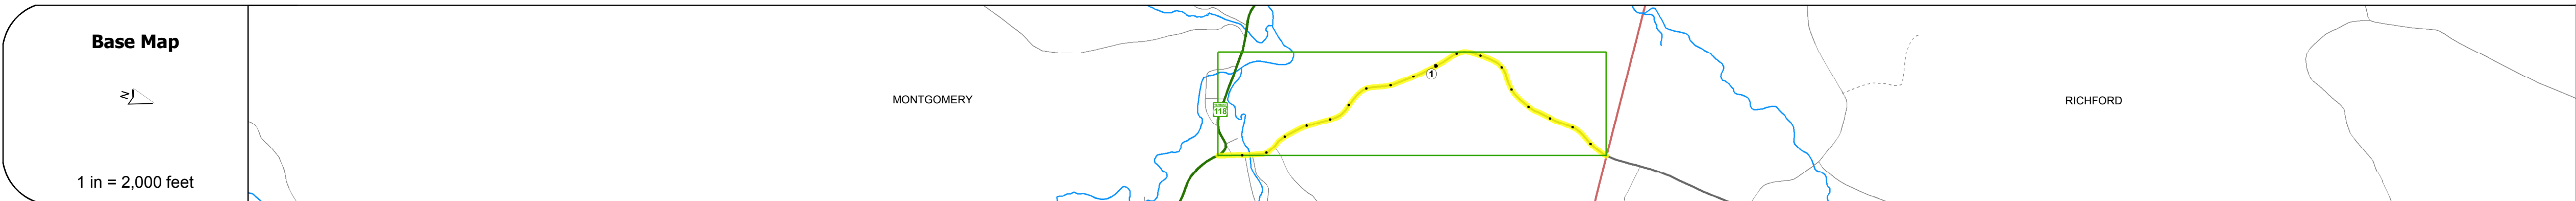 Base Map
N
1 in = 2,000 feet
MONTGOMERY
118
1
RICHFORD